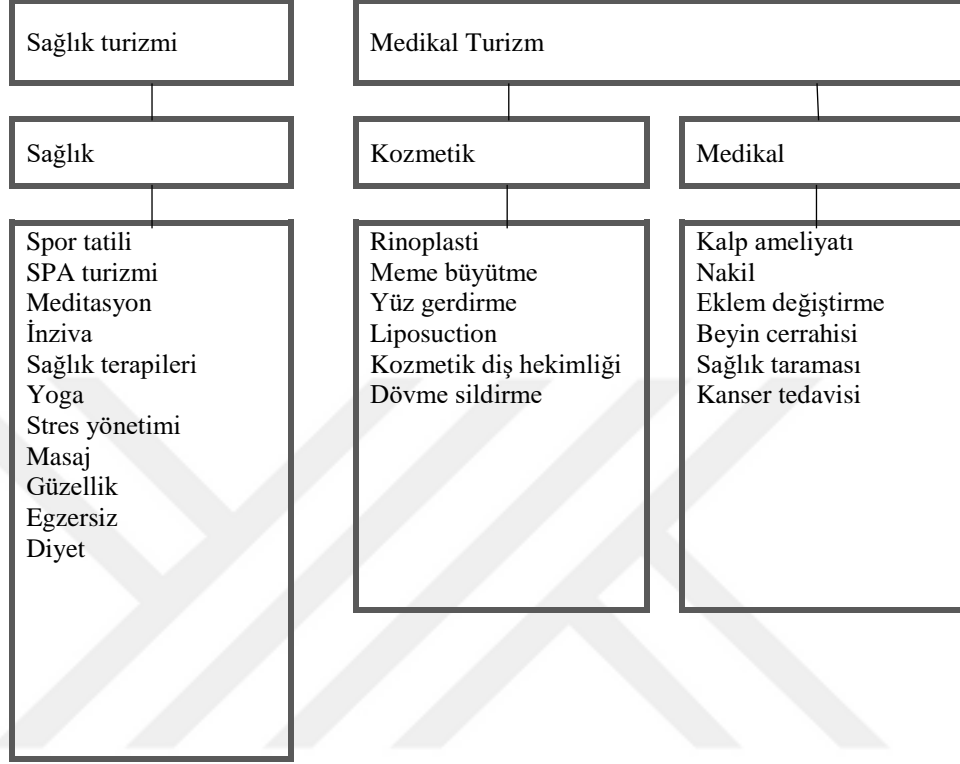 Sağlık turizmi
Medikal Turizm
Sağlık
Kozmetik
Medikal
Spor tatili
SPA turizmi
Meditasyon
İnziva
Sağlık terapileri
Yoga
Stres yönetimi
Masaj
Güzellik
Egzersiz
Diyet
Rinoplasti
Meme büyütme
Yüz gerdirme
Liposuction
Kozmetik diş hekimliği
Dövme sildirme
Kalp ameliyatı
Nakil
Eklem değiştirme
Beyin cerrahisi
Sağlık taraması
Kanser tedavisi